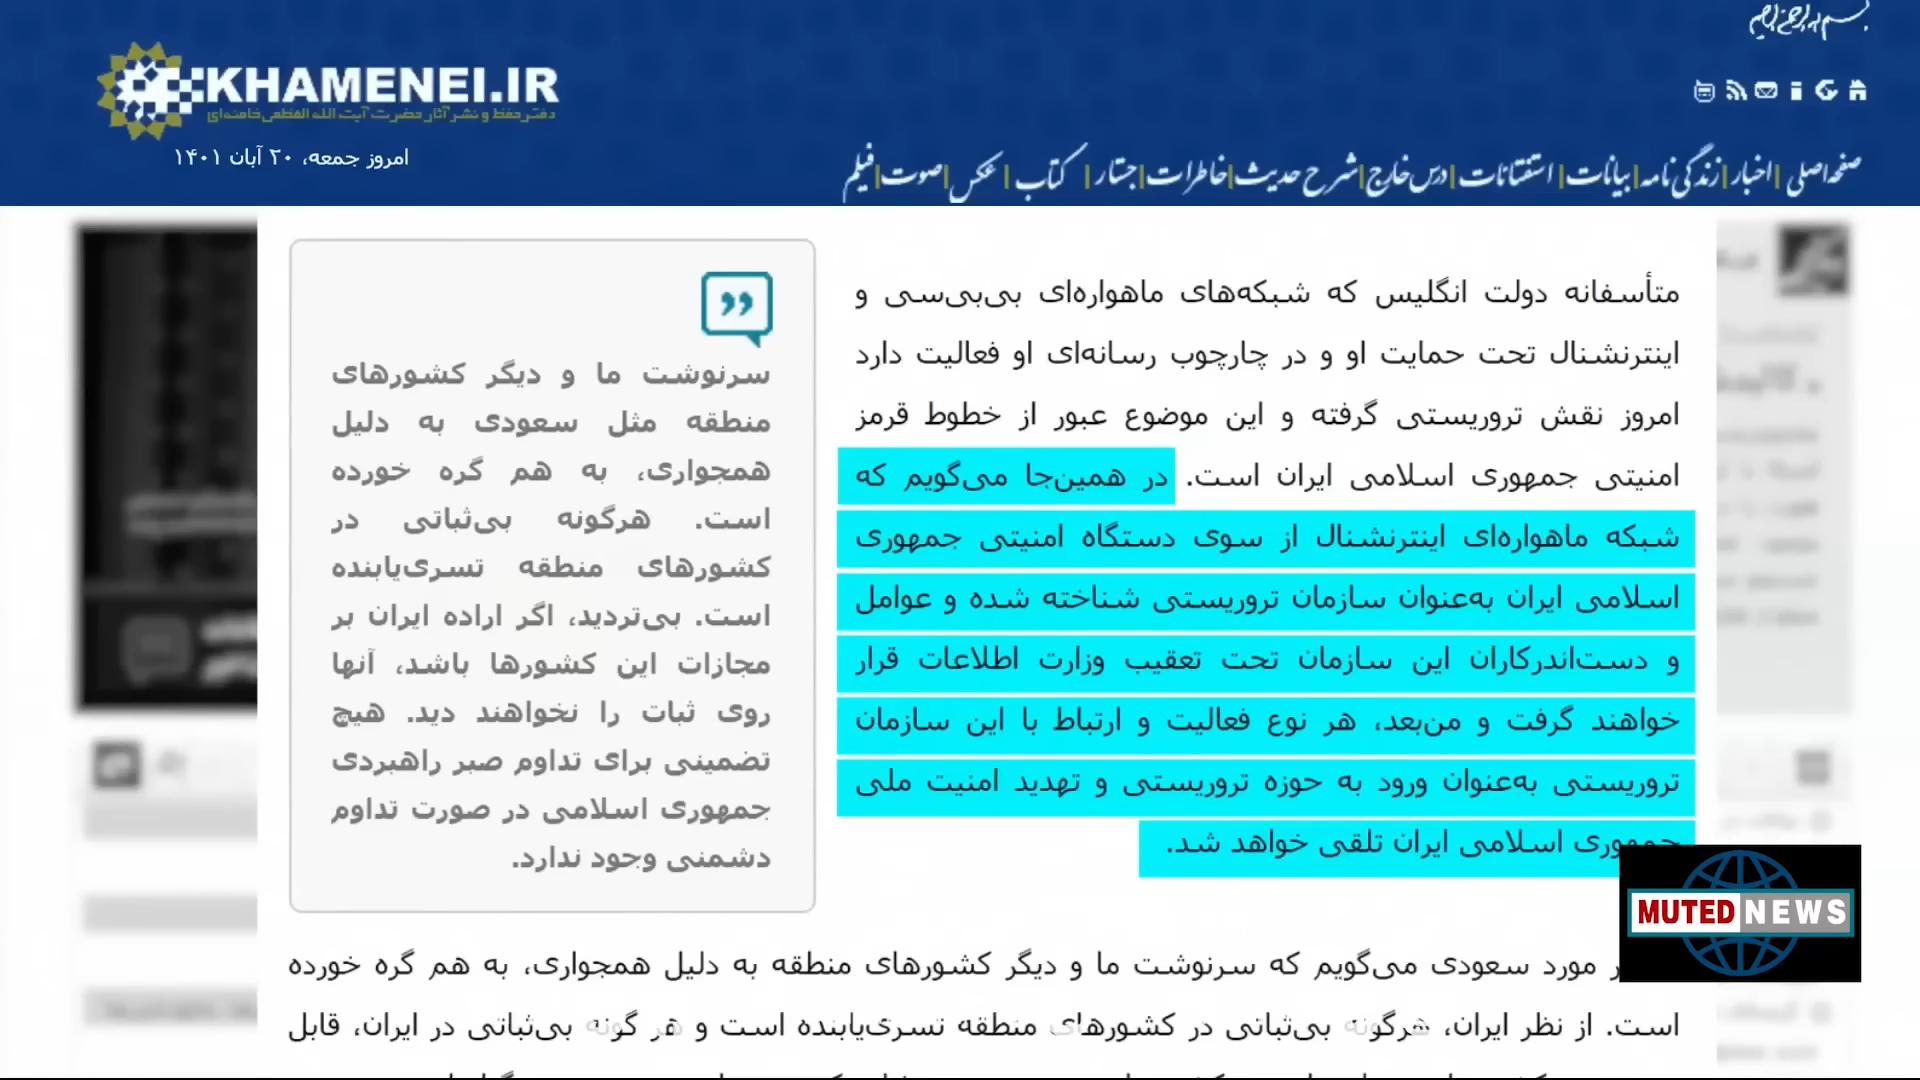 KHAMENEI.IR
دفتر حفظ و نشر آثار حضرت آیت الله العظمی خامنه‌ای
امروز جمعه، ۲۰ آبان ۱۴۰۱
صفحه اصلی | اخبار | زندگی نامه | بیانات | استفتائات | درس خارج | شرح حدیث | خاطرات | جستار | کتاب | عکس | صوت | فیلم
متأسفانه دولت انگلیس که شبکه‌های ماهواره‌ای بی‌بی‌سی و
اینترنشنال تحت حمایت او و در چارچوب رسانه‌ای او فعالیت دارد
امروز نقش تروریستی گرفته و این موضوع عبور از خطوط قرمز
امنیتی جمهوری اسلامی ایران است. در همین‌جا می‌گویم که
شبکه ماهواره‌ای اینترنشنال از سوی دستگاه امنیتی جمهوری
اسلامی ایران به‌عنوان سازمان تروریستی شناخته شده و عوامل
و دست‌اندرکاران این سازمان تحت تعقیب وزارت اطلاعات قرار
خواهند گرفت و من‌بعد، هر نوع فعالیت و ارتباط با این سازمان
تروریستی به‌عنوان ورود به حوزه تروریستی و تهدید امنیت ملی
جمهوری اسلامی ایران تلقی خواهد شد.
سرنوشت ما و دیگر کشورهای
منطقه مثل سعودی به دلیل
همجواری، به هم گره خورده
است. هرگونه بی‌ثباتی در
کشورهای منطقه تسری‌یابنده
است. بی‌تردید، اگر اراده ایران بر
مجازات این کشورها باشد، آنها
روی ثبات را نخواهند دید. هیچ
تضمینی برای تداوم صبر راهبردی
جمهوری اسلامی در صورت تداوم
دشمنی وجود ندارد.
مورد سعودی می‌گویم که سرنوشت ما و دیگر کشورهای منطقه به دلیل همجواری، به هم گره خورده
است. از نظر ایران، هرگونه بی‌ثباتی در کشورهای منطقه تسری‌یابنده است و هر گونه بی‌ثباتی در ایران، قابل
MUTED NEWS